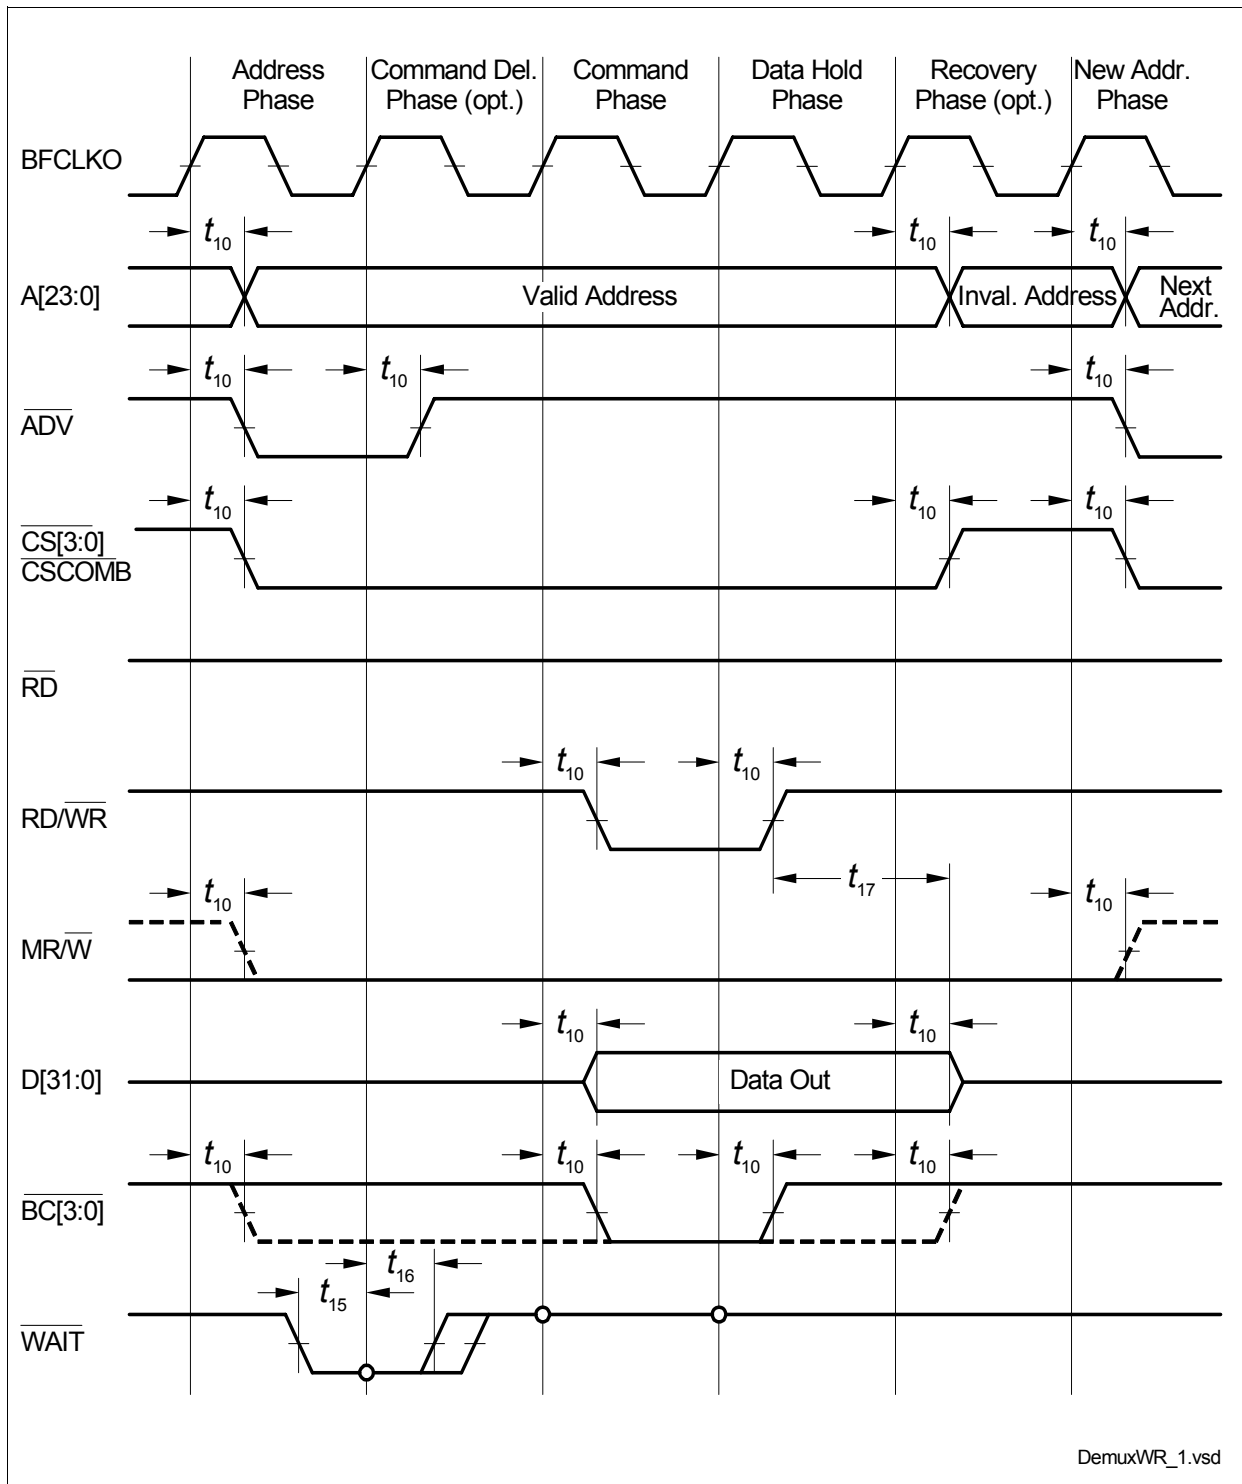 Address Phase
Command Del. Phase (opt.)
Command Phase
Data Hold Phase
Recovery Phase (opt.)
New Addr. Phase
BFCLKO
t10 t10 t10
A[23:0]
Valid Address
Inval. Address
Next Addr.
t10 t10 t10
ADV
t10 t10 t10
CS[3:0]
CSCOMB
RD
t10 t10
RD/WR
t17
t10 t10
MR/W
t10 t10
D[31:0]
Data Out
t10 t10 t10 t10
BC[3:0]
t16
t15
WAIT
DemuxWR_1.vsd